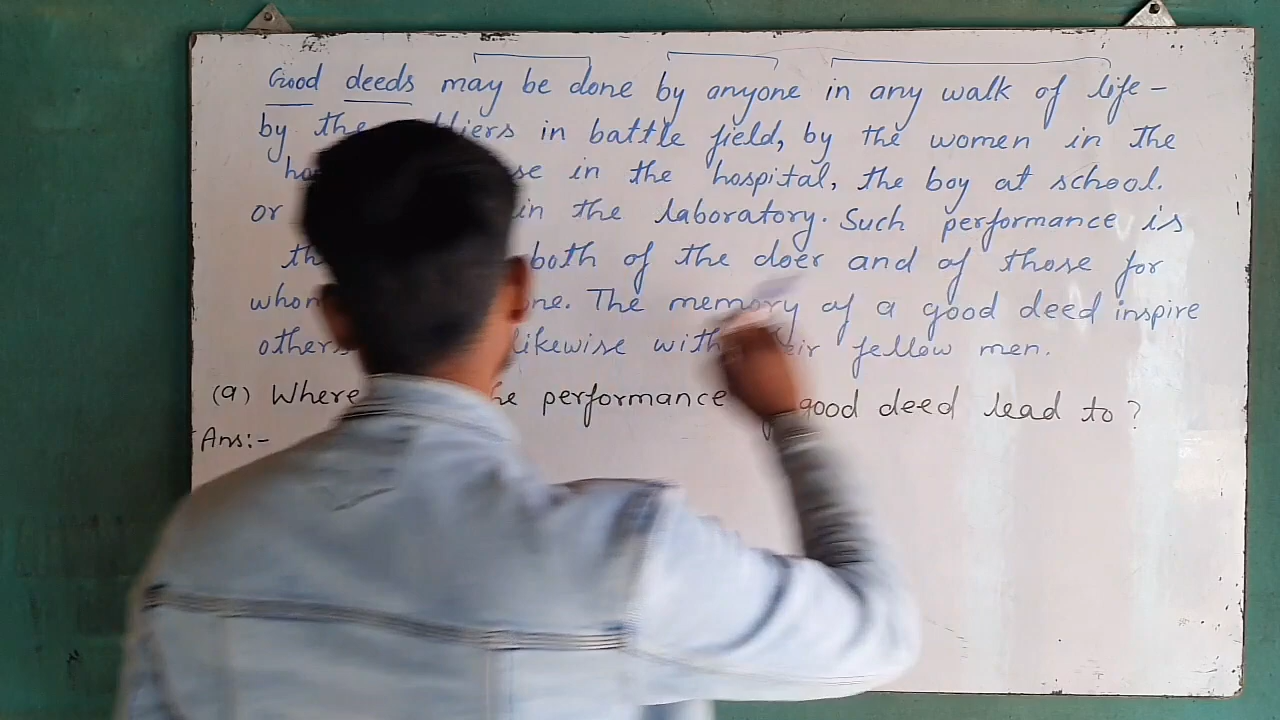 Good deeds may be done by anyone in any walk of life -
by the in battle field, by the women in the
in the hospital, the boy at school.
or in the laboratory. Such performance is
both of the doer and of those for
The memory of a good deed inspire
others likewise with fellow men.
(a) Where performance good deed lead to ?
Ans:-